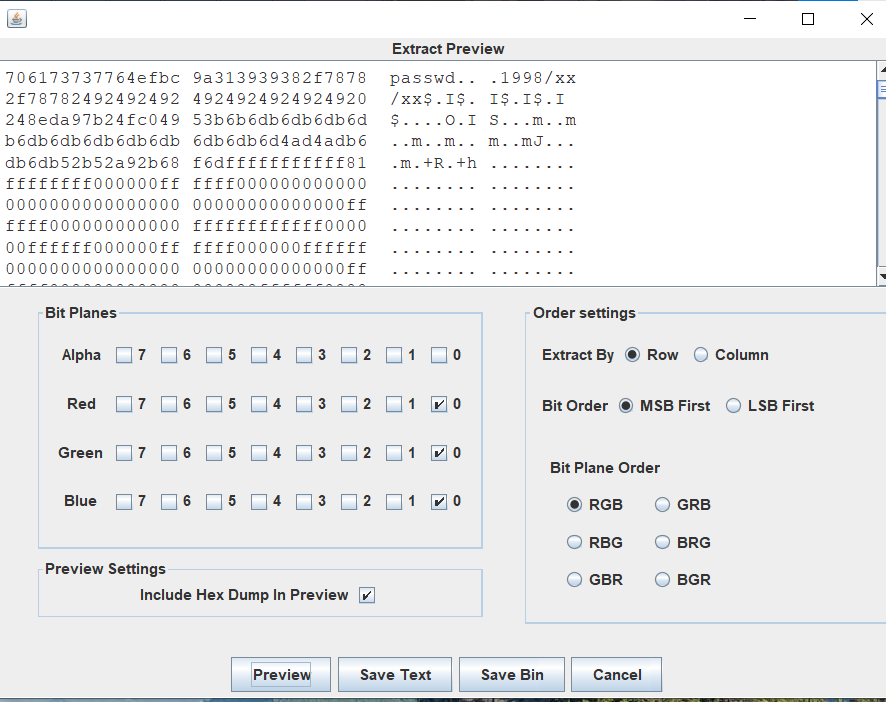 Extract Preview
706173737764efbc 9a313939382f7878 passwd.. .1998/xx
2f78782492492492 4924924924924920 /xx$.I$. I$.I$.I
248eda97b24fc049 53b6b6db6db6db6d $....O.I S...m..m
b6db6db6db6db6db 6db6db6d4ad4adb6 ..m..m.. m..mJ...
db6db52b52a92b68 f6dfffffffffff81 .m.+R.+h ........
ffffffff000000ff ffff000000000000 ........ ........
0000000000000000 00000000000000ff ........ ........
ffff000000000000 ffffffffffff0000 ........ ........
00ffffff000000ff ffff000000ffffff ........ ........
0000000000000000 00000000000000ff ........ ........
Bit Planes
Alpha 7 6 5 4 3 2 1 0
Red 7 6 5 4 3 2 1 0
Green 7 6 5 4 3 2 1 0
Blue 7 6 5 4 3 2 1 0
Preview Settings
Include Hex Dump In Preview
Order settings
Extract By Row Column
Bit Order MSB First LSB First
Bit Plane Order
RGB GRB
RBG BRG
GBR BGR
Preview Save Text Save Bin Cancel